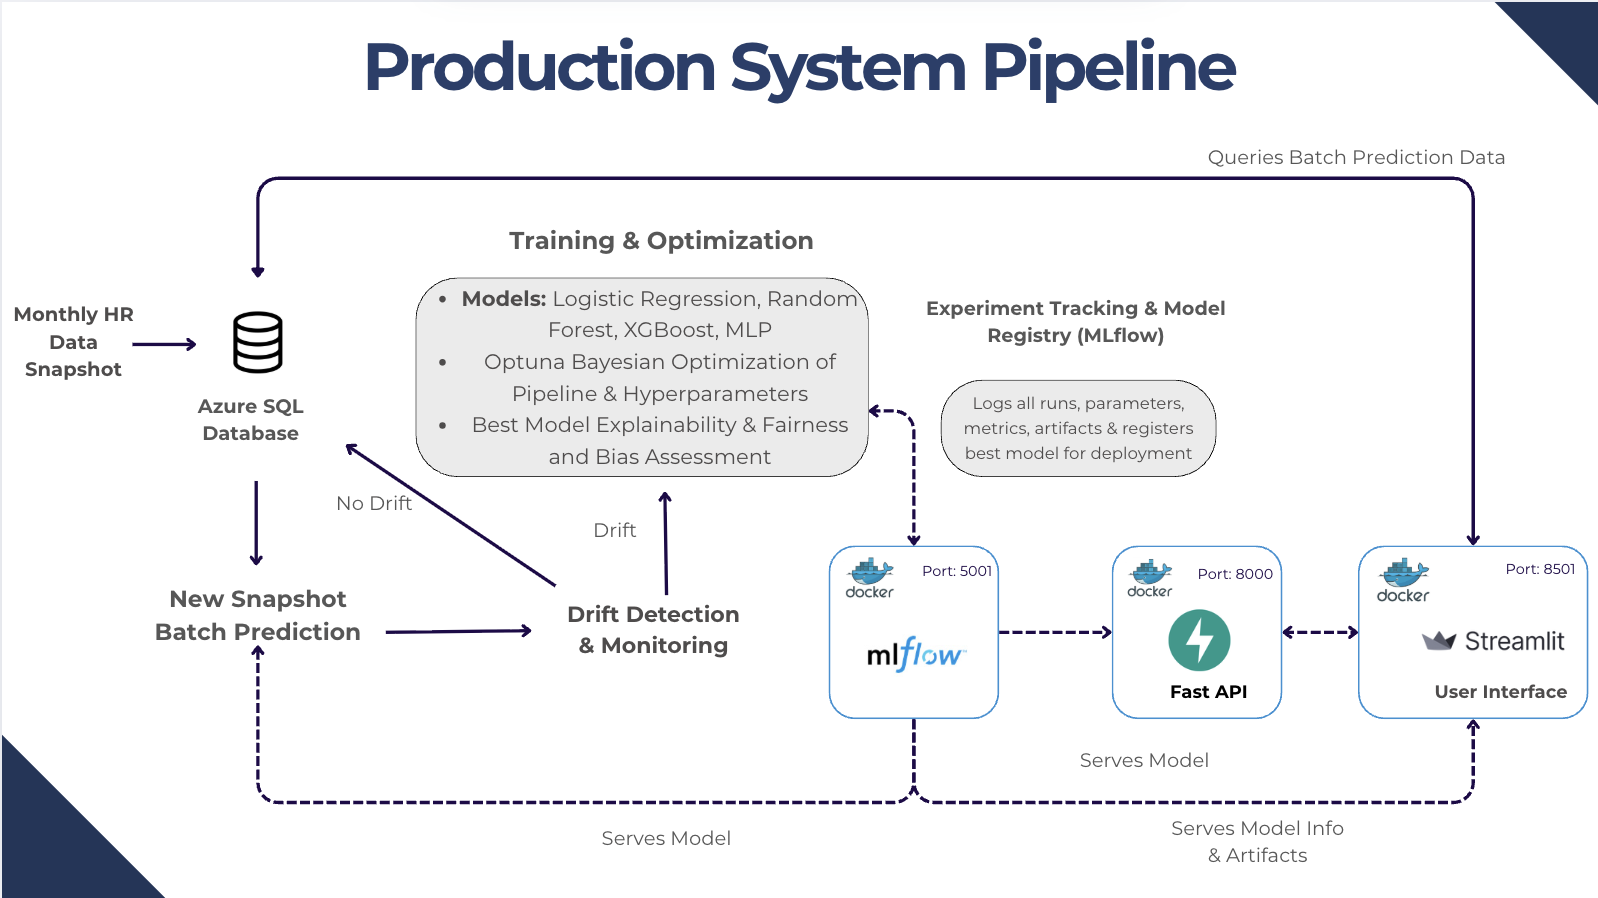 Production System Pipeline
Queries Batch Prediction Data
Training & Optimization
Monthly HR
Data
Snapshot
Azure SQL
Database
• Models: Logistic Regression, Random
Forest, XGBoost, MLP
• Optuna Bayesian Optimization of
Pipeline & Hyperparameters
• Best Model Explainability & Fairness
and Bias Assessment
Experiment Tracking & Model
Registry (MLflow)
Logs all runs, parameters,
metrics, artifacts & registers
best model for deployment
No Drift
Drift
New Snapshot
Batch Prediction
Drift Detection
& Monitoring
docker
Port: 5001
mlflow™
docker
Port: 8000
Fast API
docker
Port: 8501
Streamlit
User Interface
Serves Model
Serves Model
Serves Model Info
& Artifacts